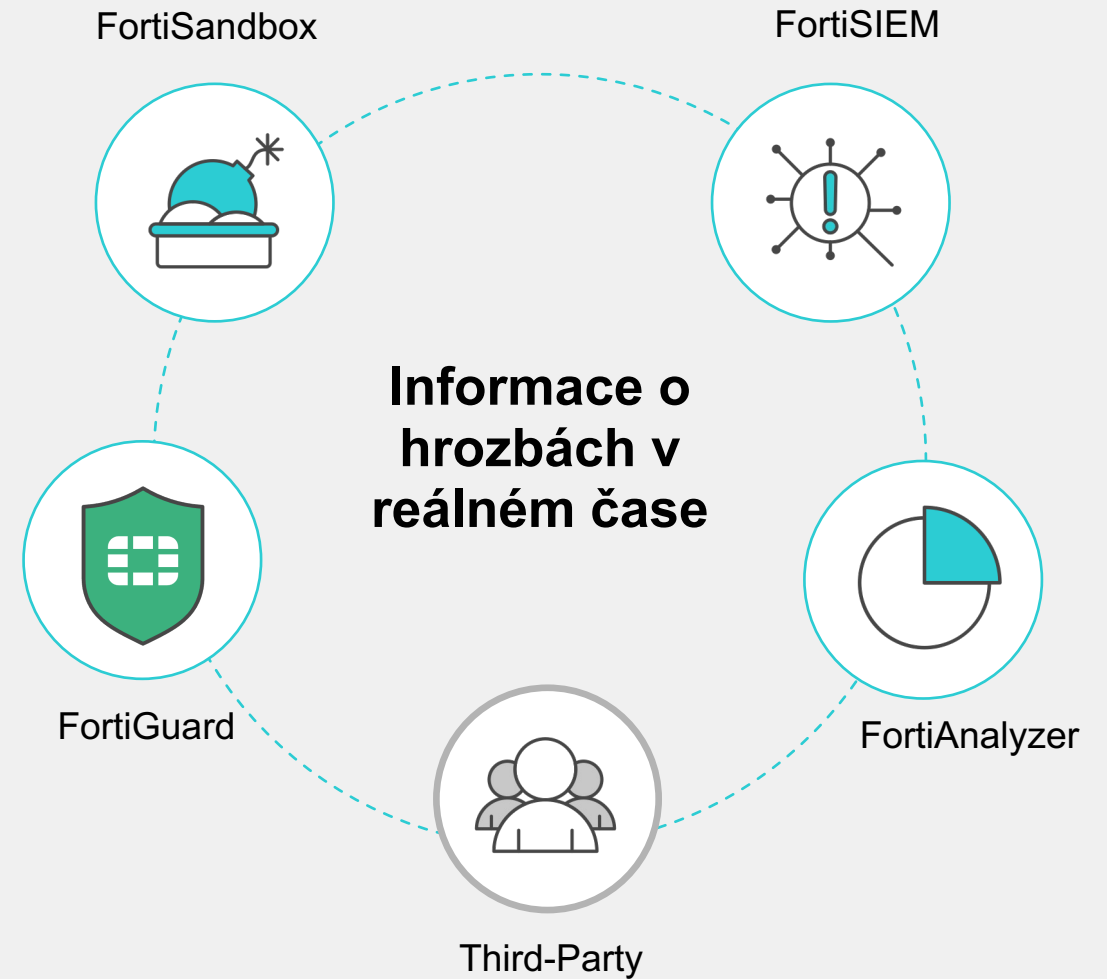 FortiSandbox
FortiSIEM
Informace o
hrozbách v
reálném čase
FortiGuard
FortiAnalyzer
Third-Party